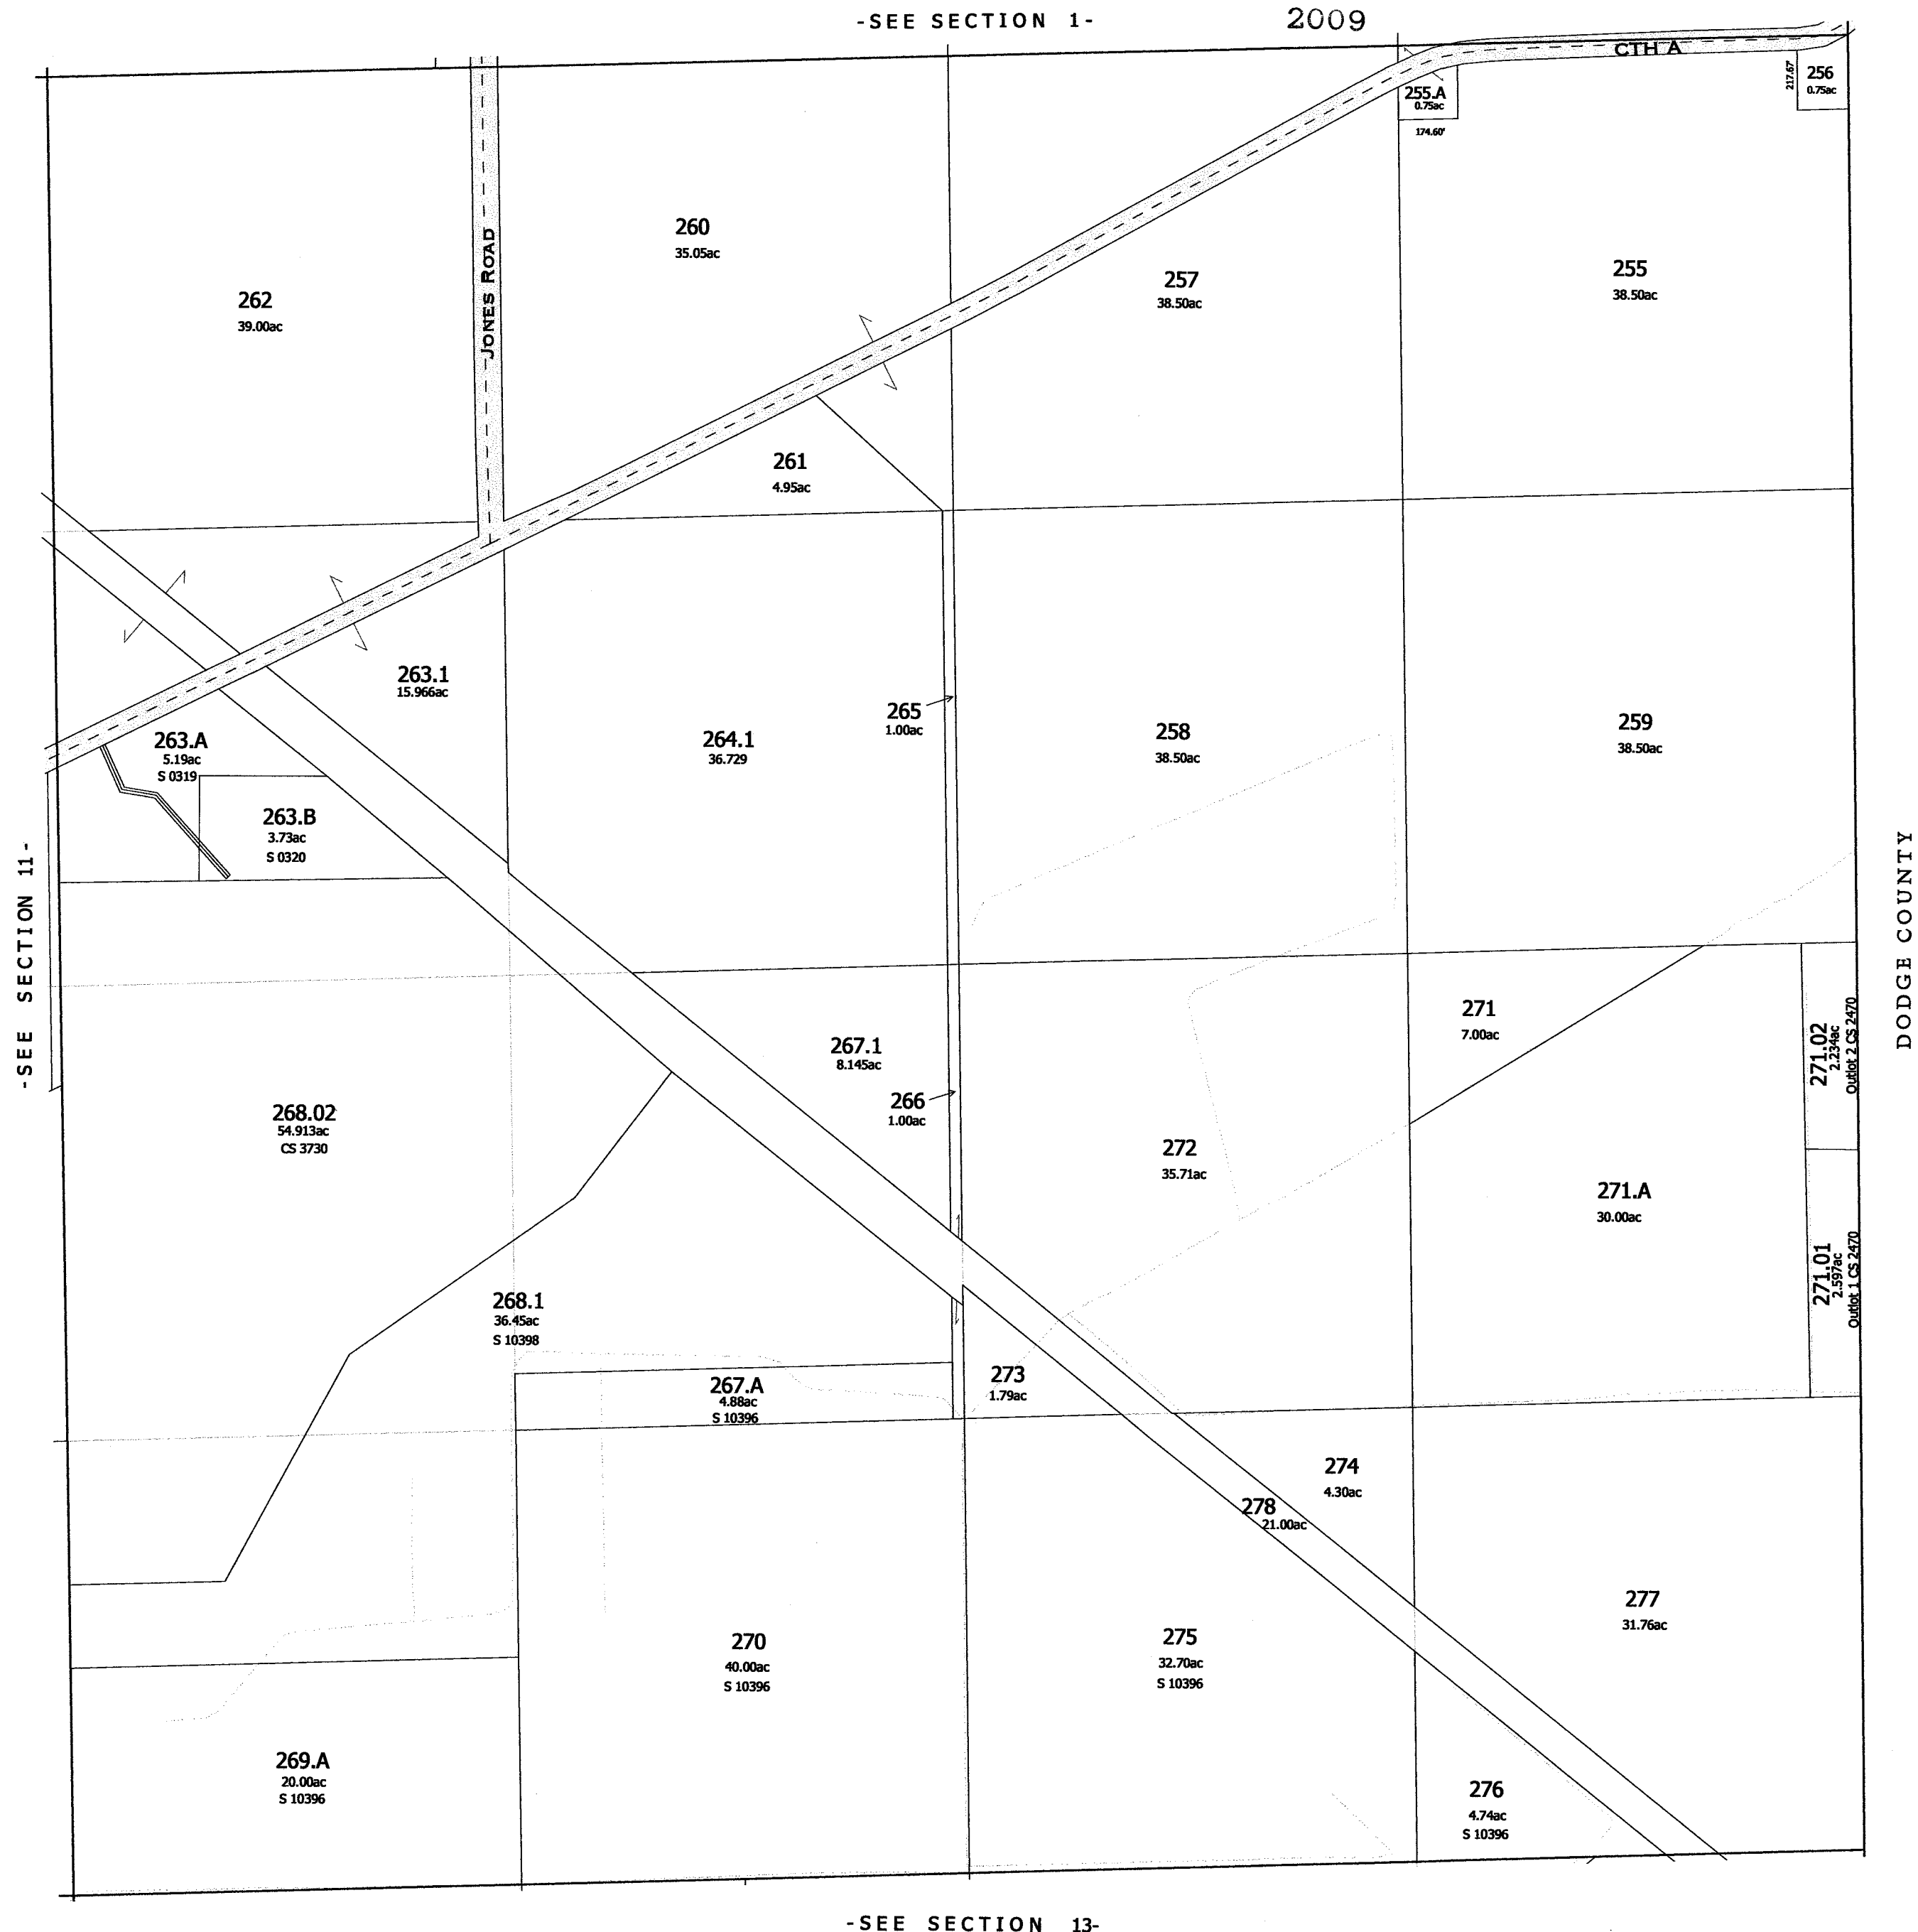 -SEE SECTION 1-
2009
CTH A
255.A
0.75ac
174.60'
217.67'
256
0.75ac
JONES ROAD
260
35.05ac
262
39.00ac
257
38.50ac
255
38.50ac
261
4.95ac
263.1
15.966ac
263.A
5.19ac
S 0319
263.B
3.73ac
S 0320
264.1
36.729
265
1.00ac
258
38.50ac
259
38.50ac
-SEE SECTION 11-
DODGE COUNTY
267.1
8.145ac
266
1.00ac
268.02
54.913ac
CS 3730
271
7.00ac
271.02
2.234ac
Outlot 2 CS 2470
272
35.71ac
271.A
30.00ac
271.01
2.597ac
Outlot 1 CS 2470
268.1
36.45ac
S 10398
267.A
4.88ac
S 10396
273
1.79ac
274
4.30ac
278
21.00ac
277
31.76ac
270
40.00ac
S 10396
275
32.70ac
S 10396
269.A
20.00ac
S 10396
276
4.74ac
S 10396
-SEE SECTION 13-